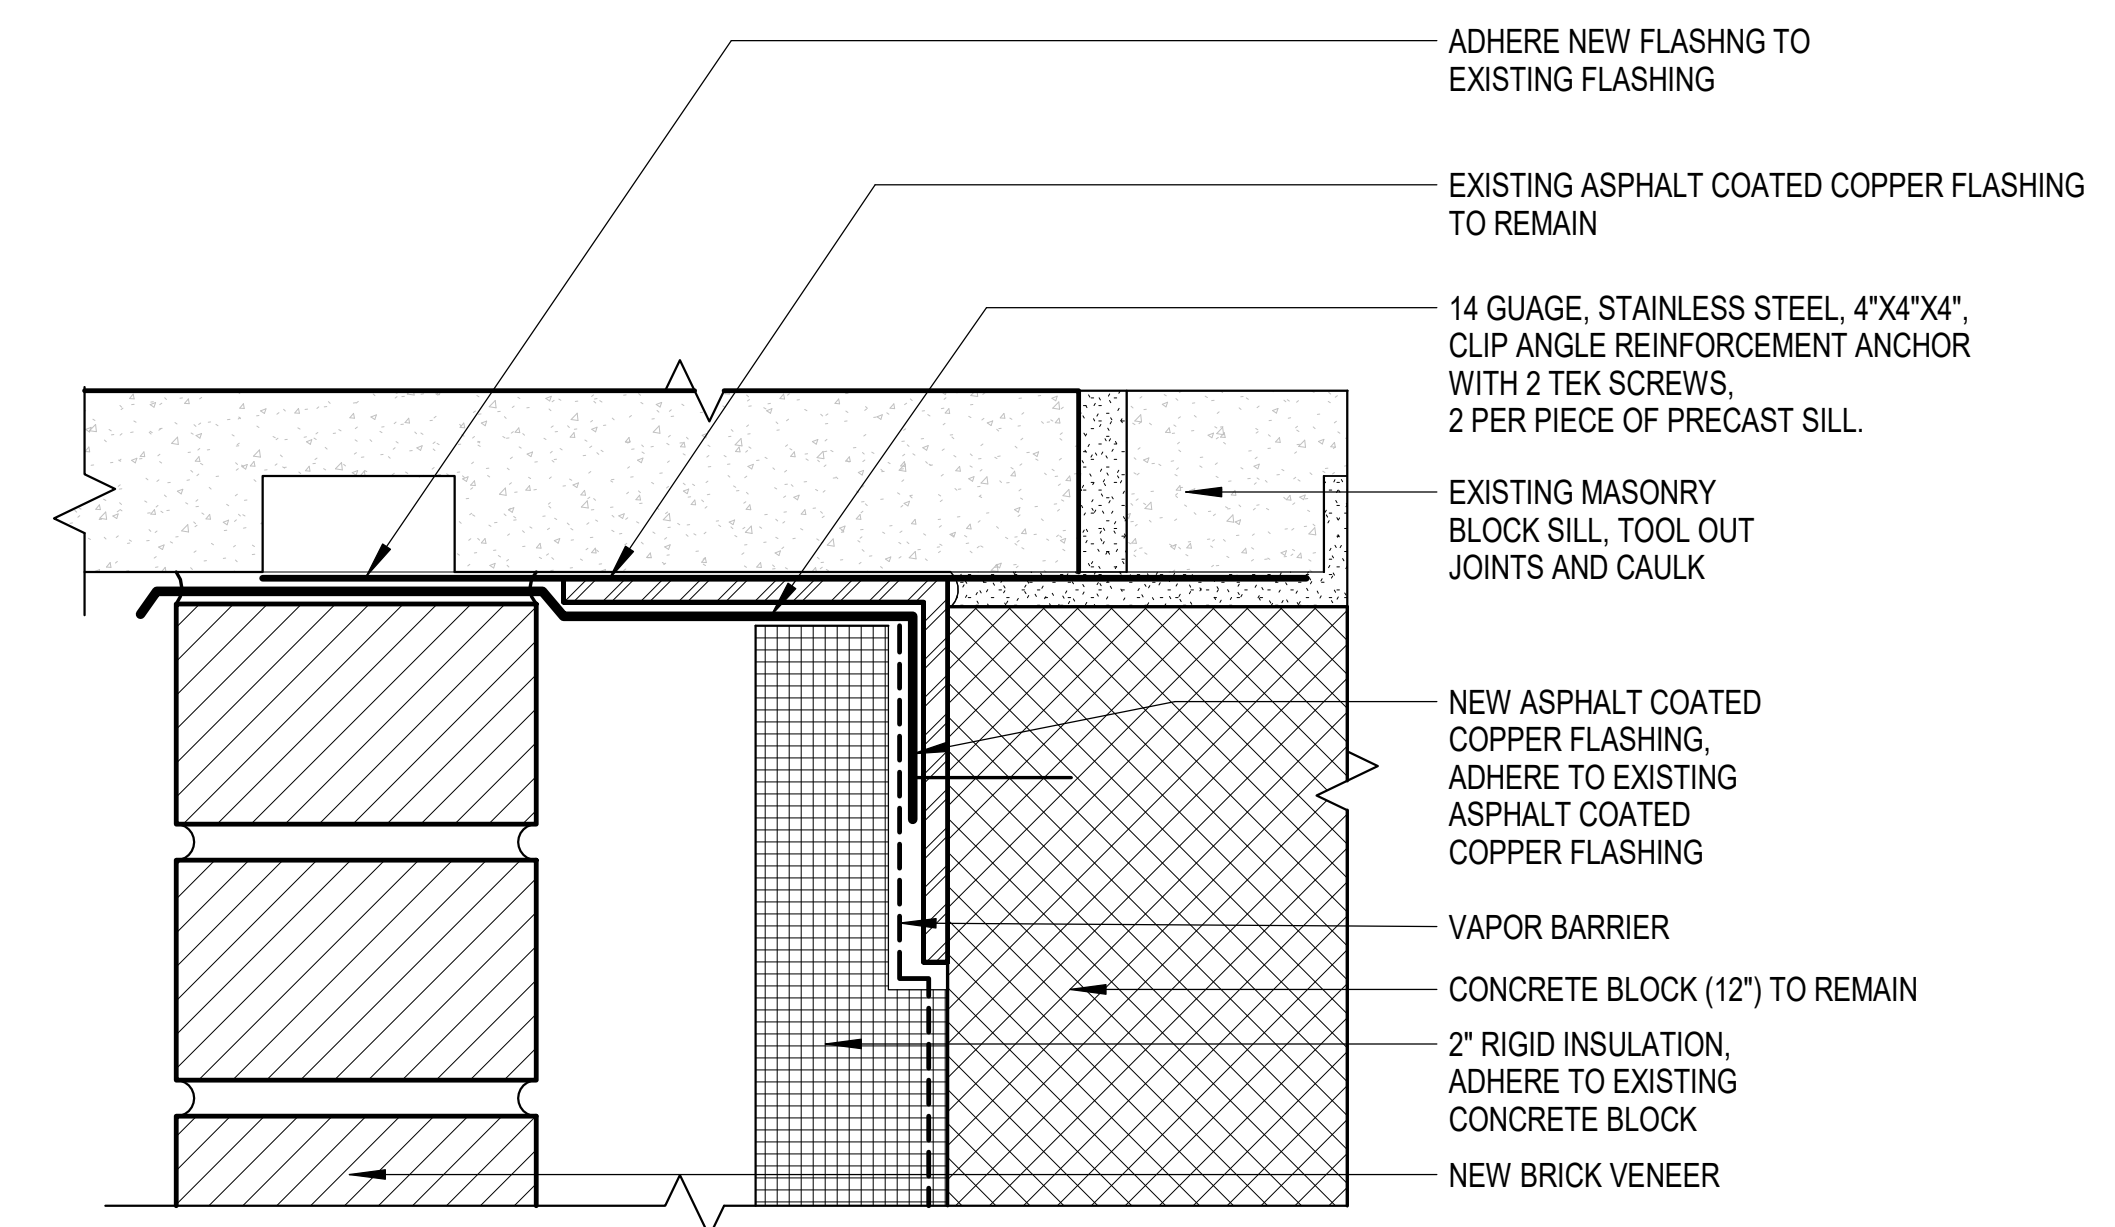 ADHERE NEW FLASHNG TO
EXISTING FLASHING
EXISTING ASPHALT COATED COPPER FLASHING
TO REMAIN
14 GUAGE, STAINLESS STEEL, 4"X4"X4",
CLIP ANGLE REINFORCEMENT ANCHOR
WITH 2 TEK SCREWS,
2 PER PIECE OF PRECAST SILL.
EXISTING MASONRY
BLOCK SILL, TOOL OUT
JOINTS AND CAULK
NEW ASPHALT COATED
COPPER FLASHING,
ADHERE TO EXISTING
ASPHALT COATED
COPPER FLASHING
VAPOR BARRIER
CONCRETE BLOCK (12") TO REMAIN
2" RIGID INSULATION,
ADHERE TO EXISTING
CONCRETE BLOCK
NEW BRICK VENEER